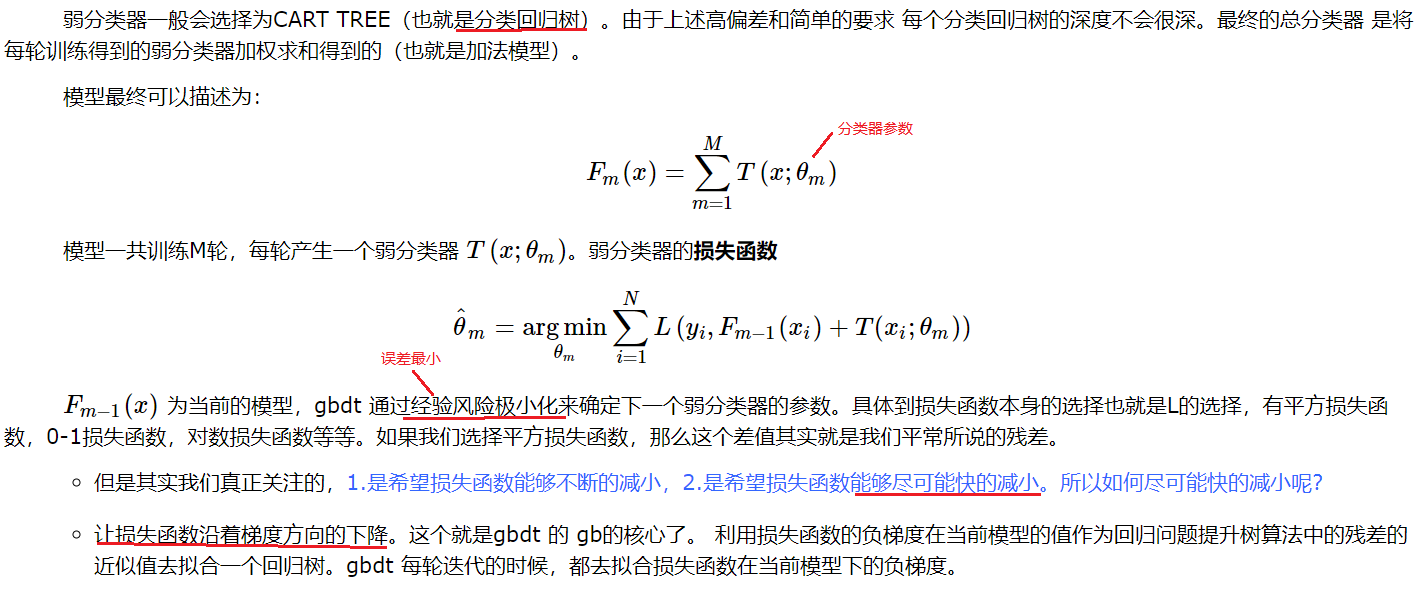 弱分类器一般会选择为CART TREE（也就是分类回归树）。由于上述高偏差和简单的要求 每个分类回归树的深度不会很深。最终的总分类器 是将
每轮训练得到的弱分类器加权求和得到的（也就是加法模型）。
模型最终可以描述为：
分类器参数
F_m(x) = \sum_{m=1}^{M} T(x; θ_m)
模型一共训练M轮，每轮产生一个弱分类器 T(x; θ_m)。弱分类器的损失函数
\hat{θ}_m = \arg\min_{θ_m} \sum_{i=1}^{N} L(y_i, F_{m-1}(x_i) + T(x_i; θ_m))
误差最小
F_{m-1}(x) 为当前的模型，gbdt 通过经验风险极小化来确定下一个弱分类器的参数。具体到损失函数本身的选择也就是L的选择，有平方损失函
数，0-1损失函数，对数损失函数等等。如果我们选择平方损失函数，那么这个差值其实就是我们平常所说的残差。
但是其实我们真正关注的，1.是希望损失函数能够不断的减小，2.是希望损失函数能够尽可能快的减小。所以如何尽可能快的减小呢？
让损失函数沿着梯度方向的下降。这个就是gbdt 的 gb的核心了。 利用损失函数的负梯度在当前模型的值作为回归问题提升树算法中的残差的
近似值去拟合一个回归树。gbdt 每轮迭代的时候，都去拟合损失函数在当前模型下的负梯度。